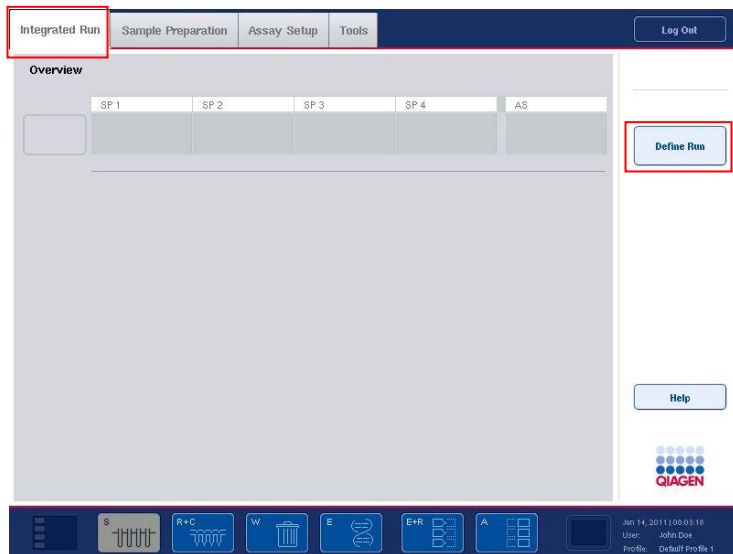 Integrated Run Sample Preparation Assay Setup Tools Log Out
Overview
SP 1 SP 2 SP 3 SP 4 AS
Define Run
Help
QIAGEN
S R+C W E E+R A
Jun 14, 2011 | 08:03:18
User: John Doe
Profile: Default Profile 1